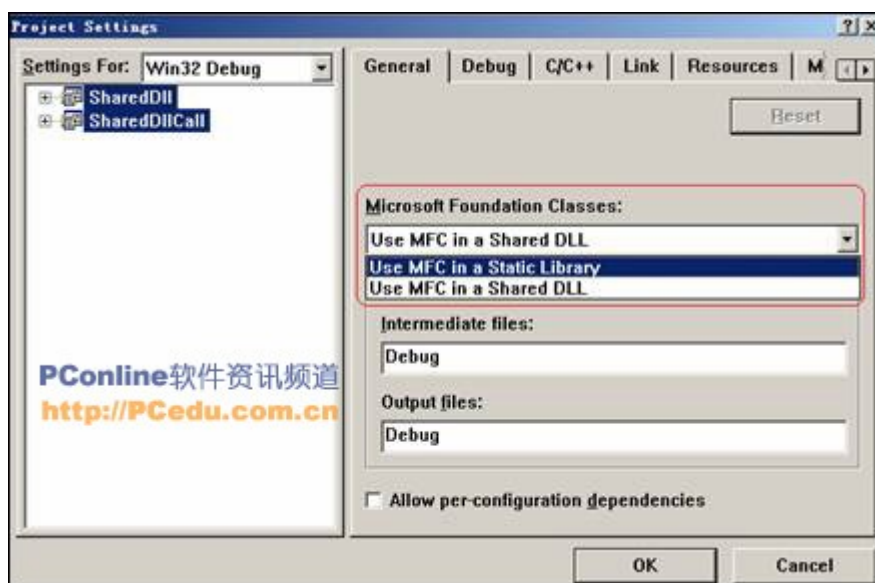 Project Settings
Settings For: Win32 Debug
SharedDll
SharedDllCall
General Debug C/C++ Link Resources M
Reset
Microsoft Foundation Classes:
Use MFC in a Shared DLL
Use MFC in a Static Library
Use MFC in a Shared DLL
Intermediate files:
Debug
Output files:
Debug
Allow per-configuration dependencies
PConline软件资讯频道
http://PCedu.com.cn
OK Cancel